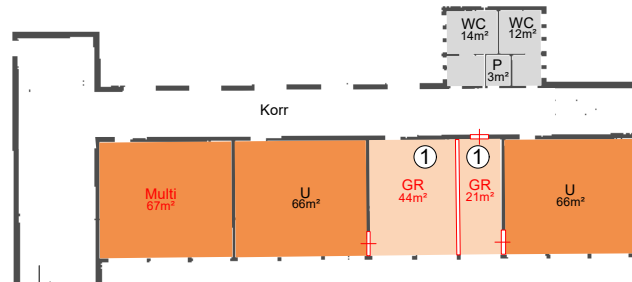 WC
14m²
WC
12m²
P
3m²
Korr
1
1
Multi
67m²
U
66m²
GR
44m²
GR
21m²
U
66m²